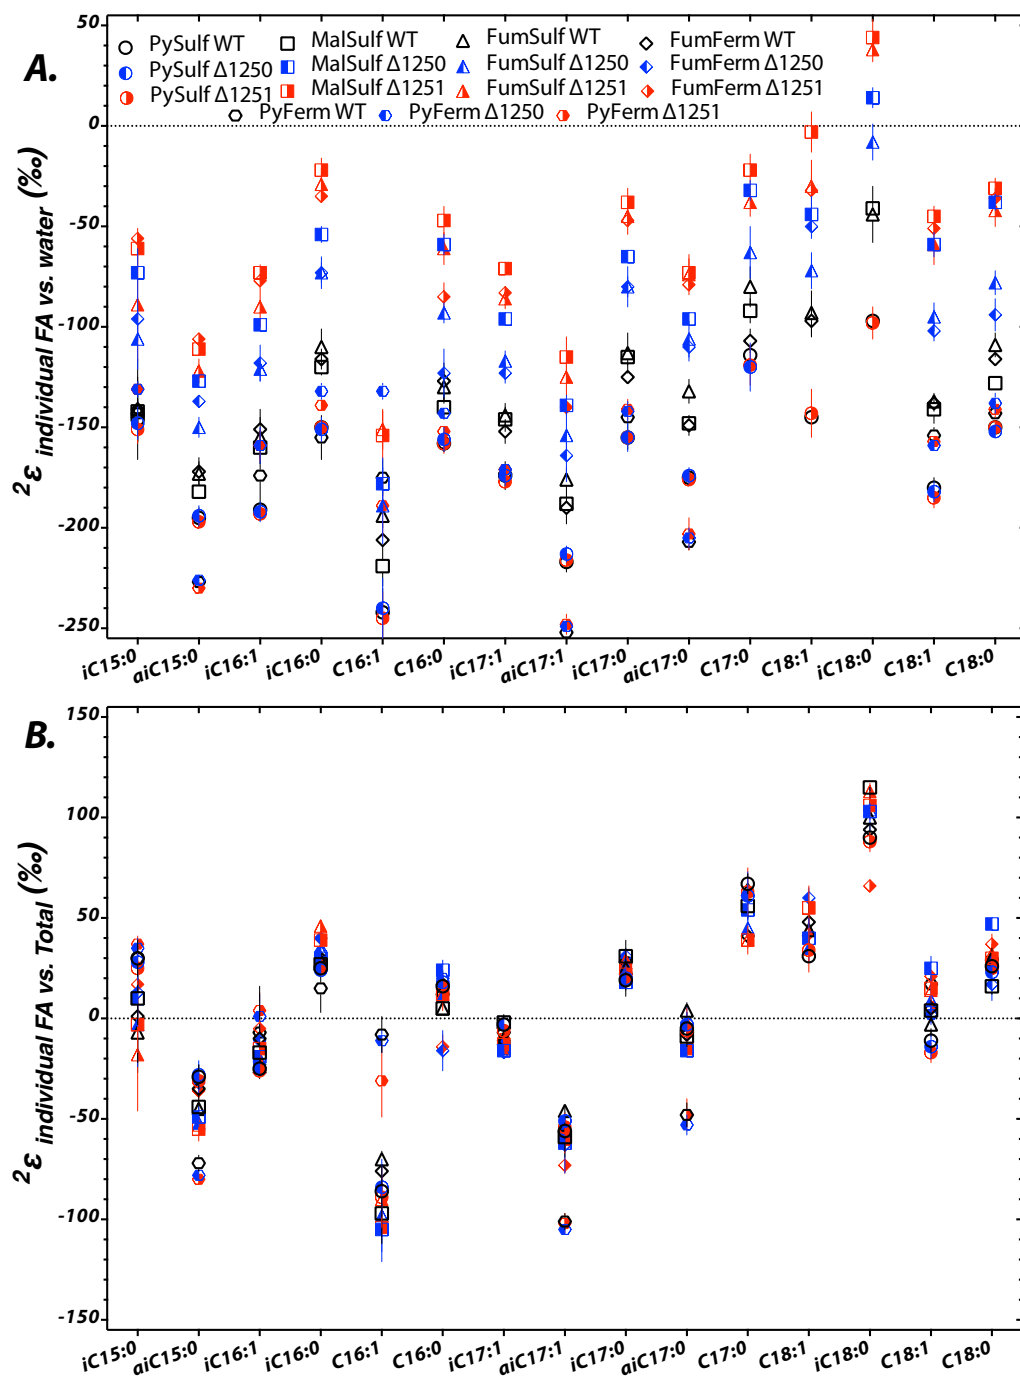 A.
PySulf WT MalSulf WT FumSulf WT FumFerm WT
PySulf Δ1250 MalSulf Δ1250 FumSulf Δ1250 FumFerm Δ1250
PySulf Δ1251 MalSulf Δ1251 FumSulf Δ1251 FumFerm Δ1251
PyFerm WT PyFerm Δ1250 PyFerm Δ1251
50
0
-50
-100
-150
-200
-250
2ε individual FA vs. water (‰)
iC15:0 aiC15:0 iC16:1 iC16:0 C16:1 C16:0 iC17:1 aiC17:1 iC17:0 aiC17:0 C17:0 C18:1 iC18:0 C18:1 C18:0
B.
150
100
50
0
-50
-100
-150
2ε individual FA vs. Total (‰)
iC15:0 aiC15:0 iC16:1 iC16:0 C16:1 C16:0 iC17:1 aiC17:1 iC17:0 aiC17:0 C17:0 C18:1 iC18:0 C18:1 C18:0